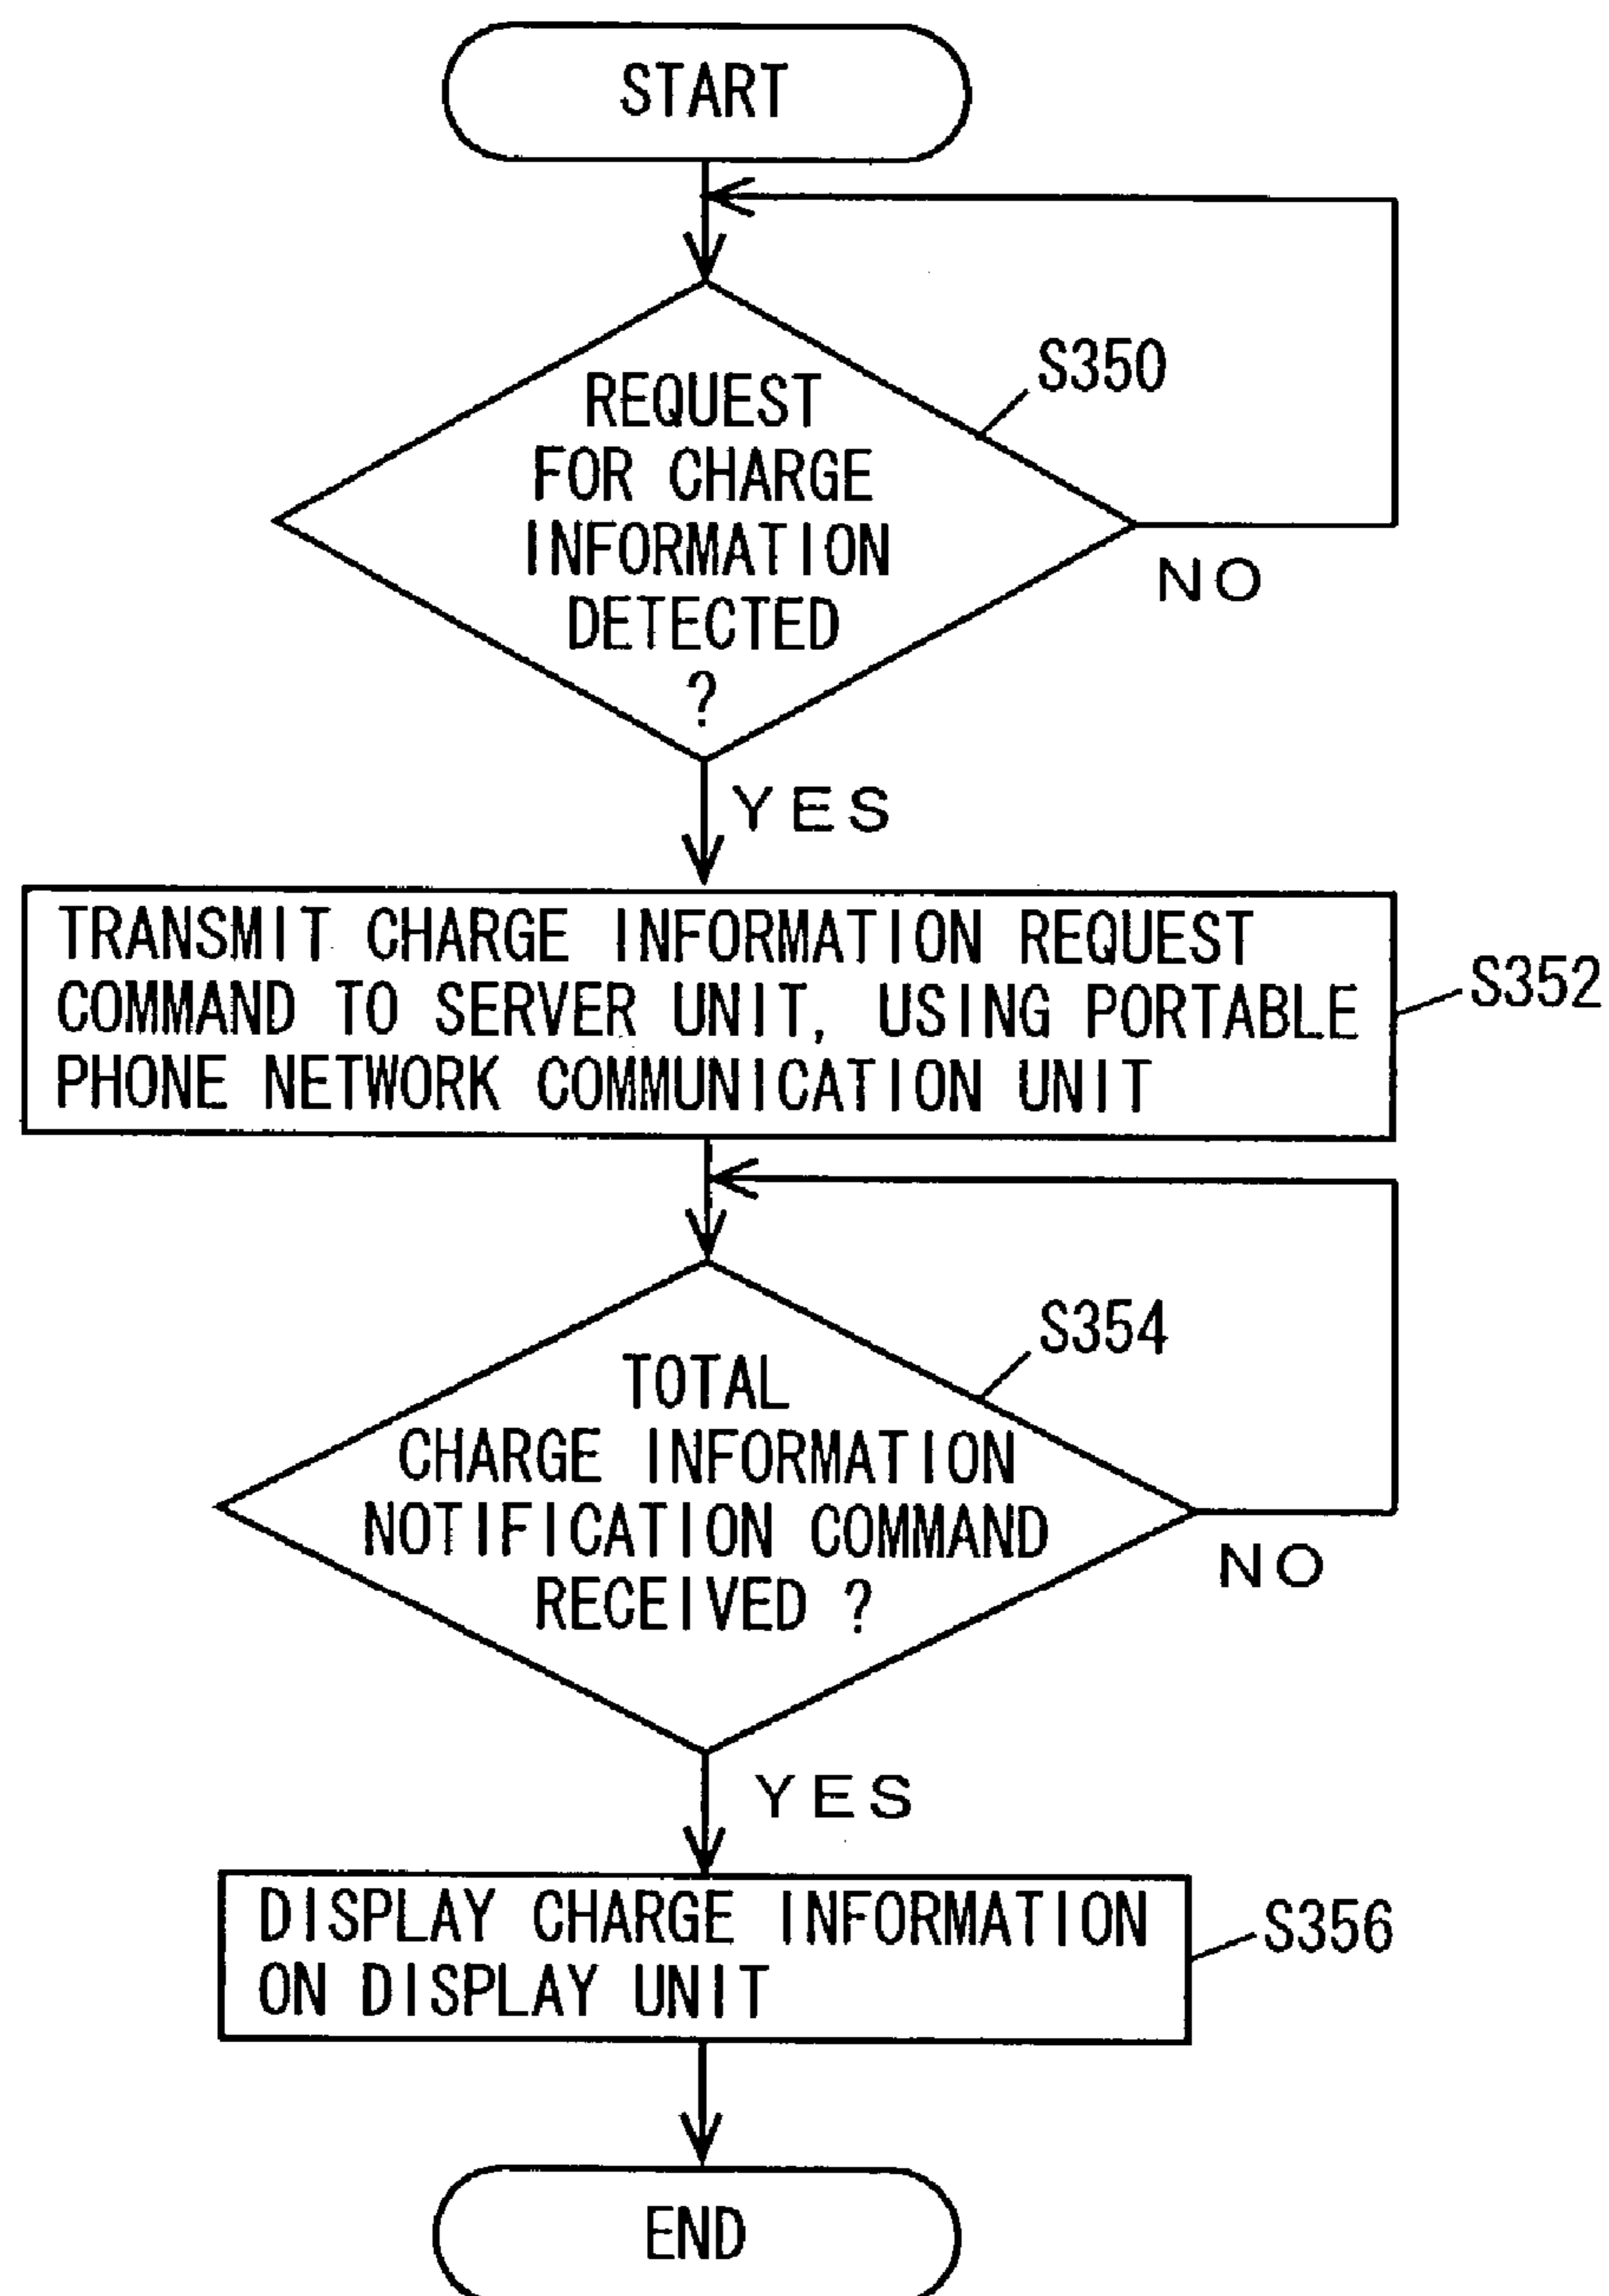 START
S350
REQUEST
FOR CHARGE
INFORMATION
DETECTED
?
NO
YES
TRANSMIT CHARGE INFORMATION REQUEST
COMMAND TO SERVER UNIT, USING PORTABLE
PHONE NETWORK COMMUNICATION UNIT
S352
S354
TOTAL
CHARGE INFORMATION
NOTIFICATION COMMAND
RECEIVED ?
NO
YES
DISPLAY CHARGE INFORMATION
ON DISPLAY UNIT
S356
END